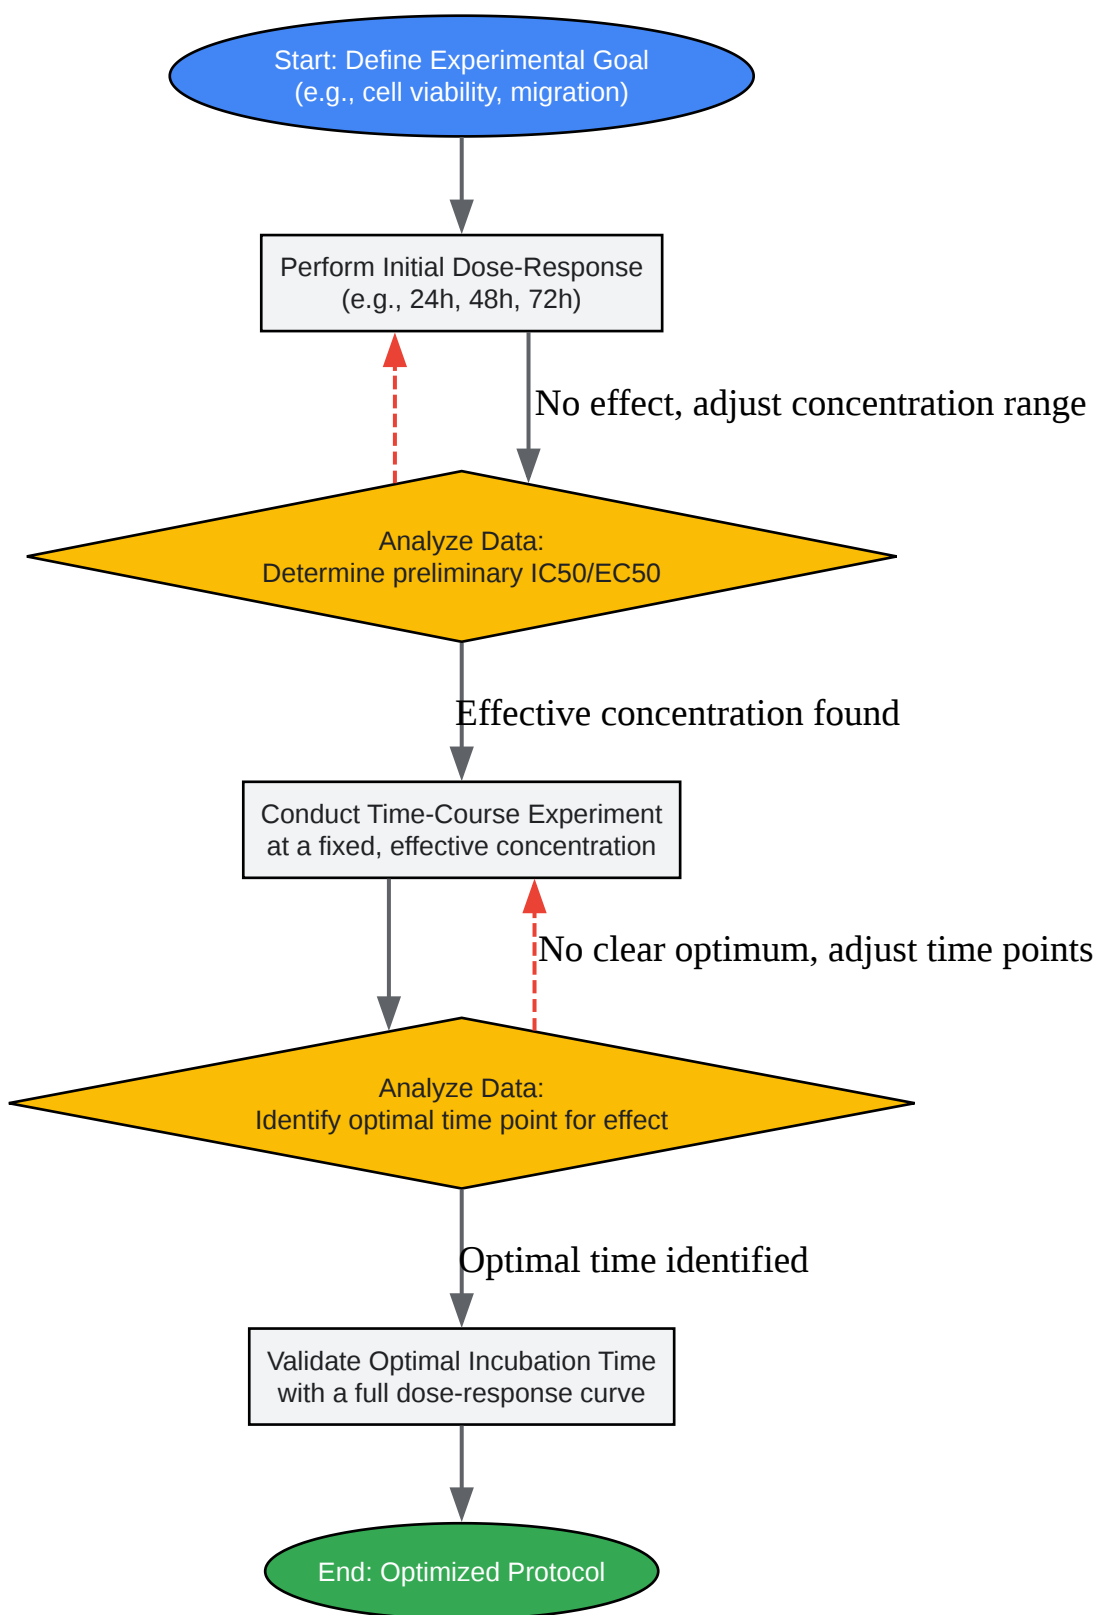 Start: Define Experimental Goal
(e.g., cell viability, migration)
Perform Initial Dose-Response
(e.g., 24h, 48h, 72h)
No effect, adjust concentration range
Analyze Data:
Determine preliminary IC50/EC50
Effective concentration found
Conduct Time-Course Experiment
at a fixed, effective concentration
No clear optimum, adjust time points
Analyze Data:
Identify optimal time point for effect
Optimal time identified
Validate Optimal Incubation Time
with a full dose-response curve
End: Optimized Protocol